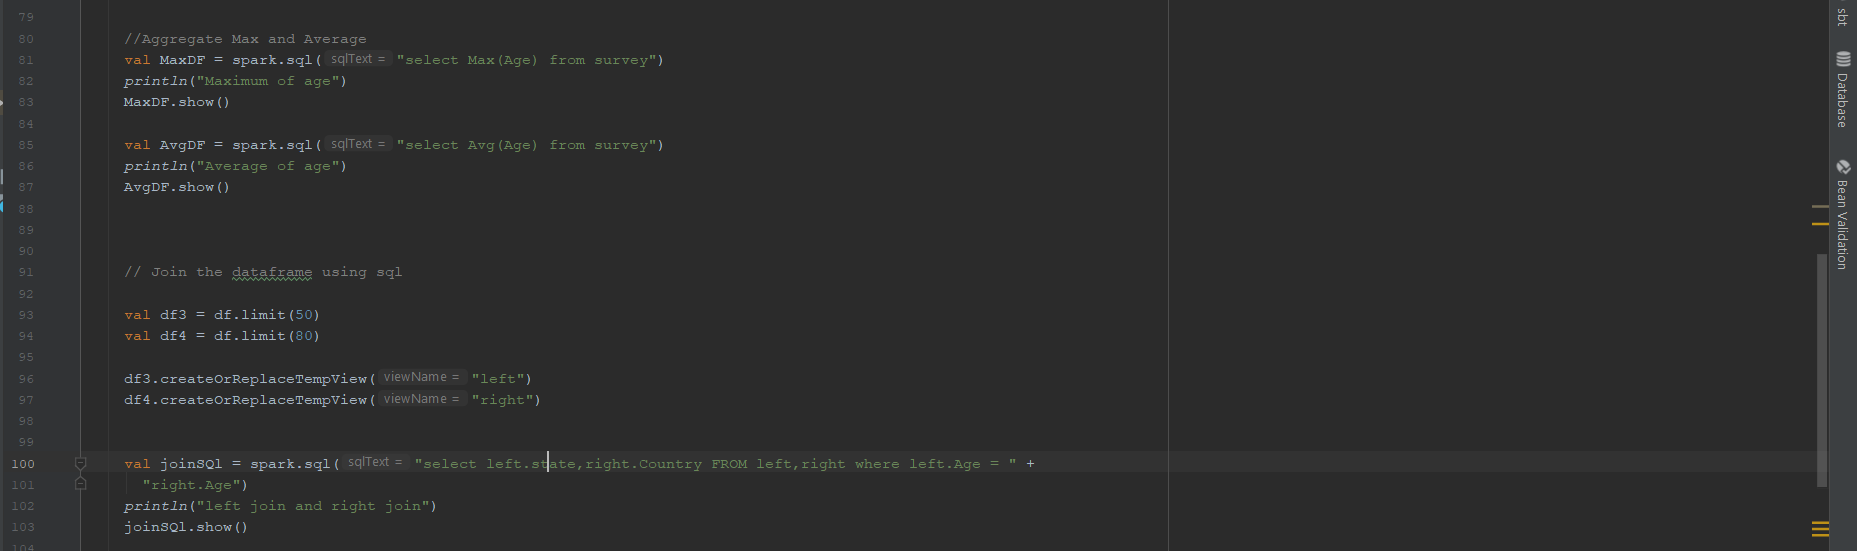 79
80 //Aggregate Max and Average
81 val MaxDF = spark.sql( sqlText = "select Max(Age) from survey")
82 println("Maximum of age")
83 MaxDF.show()
84
85 val AvgDF = spark.sql( sqlText = "select Avg(Age) from survey")
86 println("Average of age")
87 AvgDF.show()
88
89
90
91 // Join the dataframe using sql
92
93 val df3 = df.limit(50)
94 val df4 = df.limit(80)
95
96 df3.createOrReplaceTempView( viewName = "left")
97 df4.createOrReplaceTempView( viewName = "right")
98
99
100 val joinSQl = spark.sql( sqlText = "select left.state,right.Country FROM left,right where left.Age = " +
101 "right.Age")
102 println("left join and right join")
103 joinSQl.show()
104
sbt
Database
Bean Validation